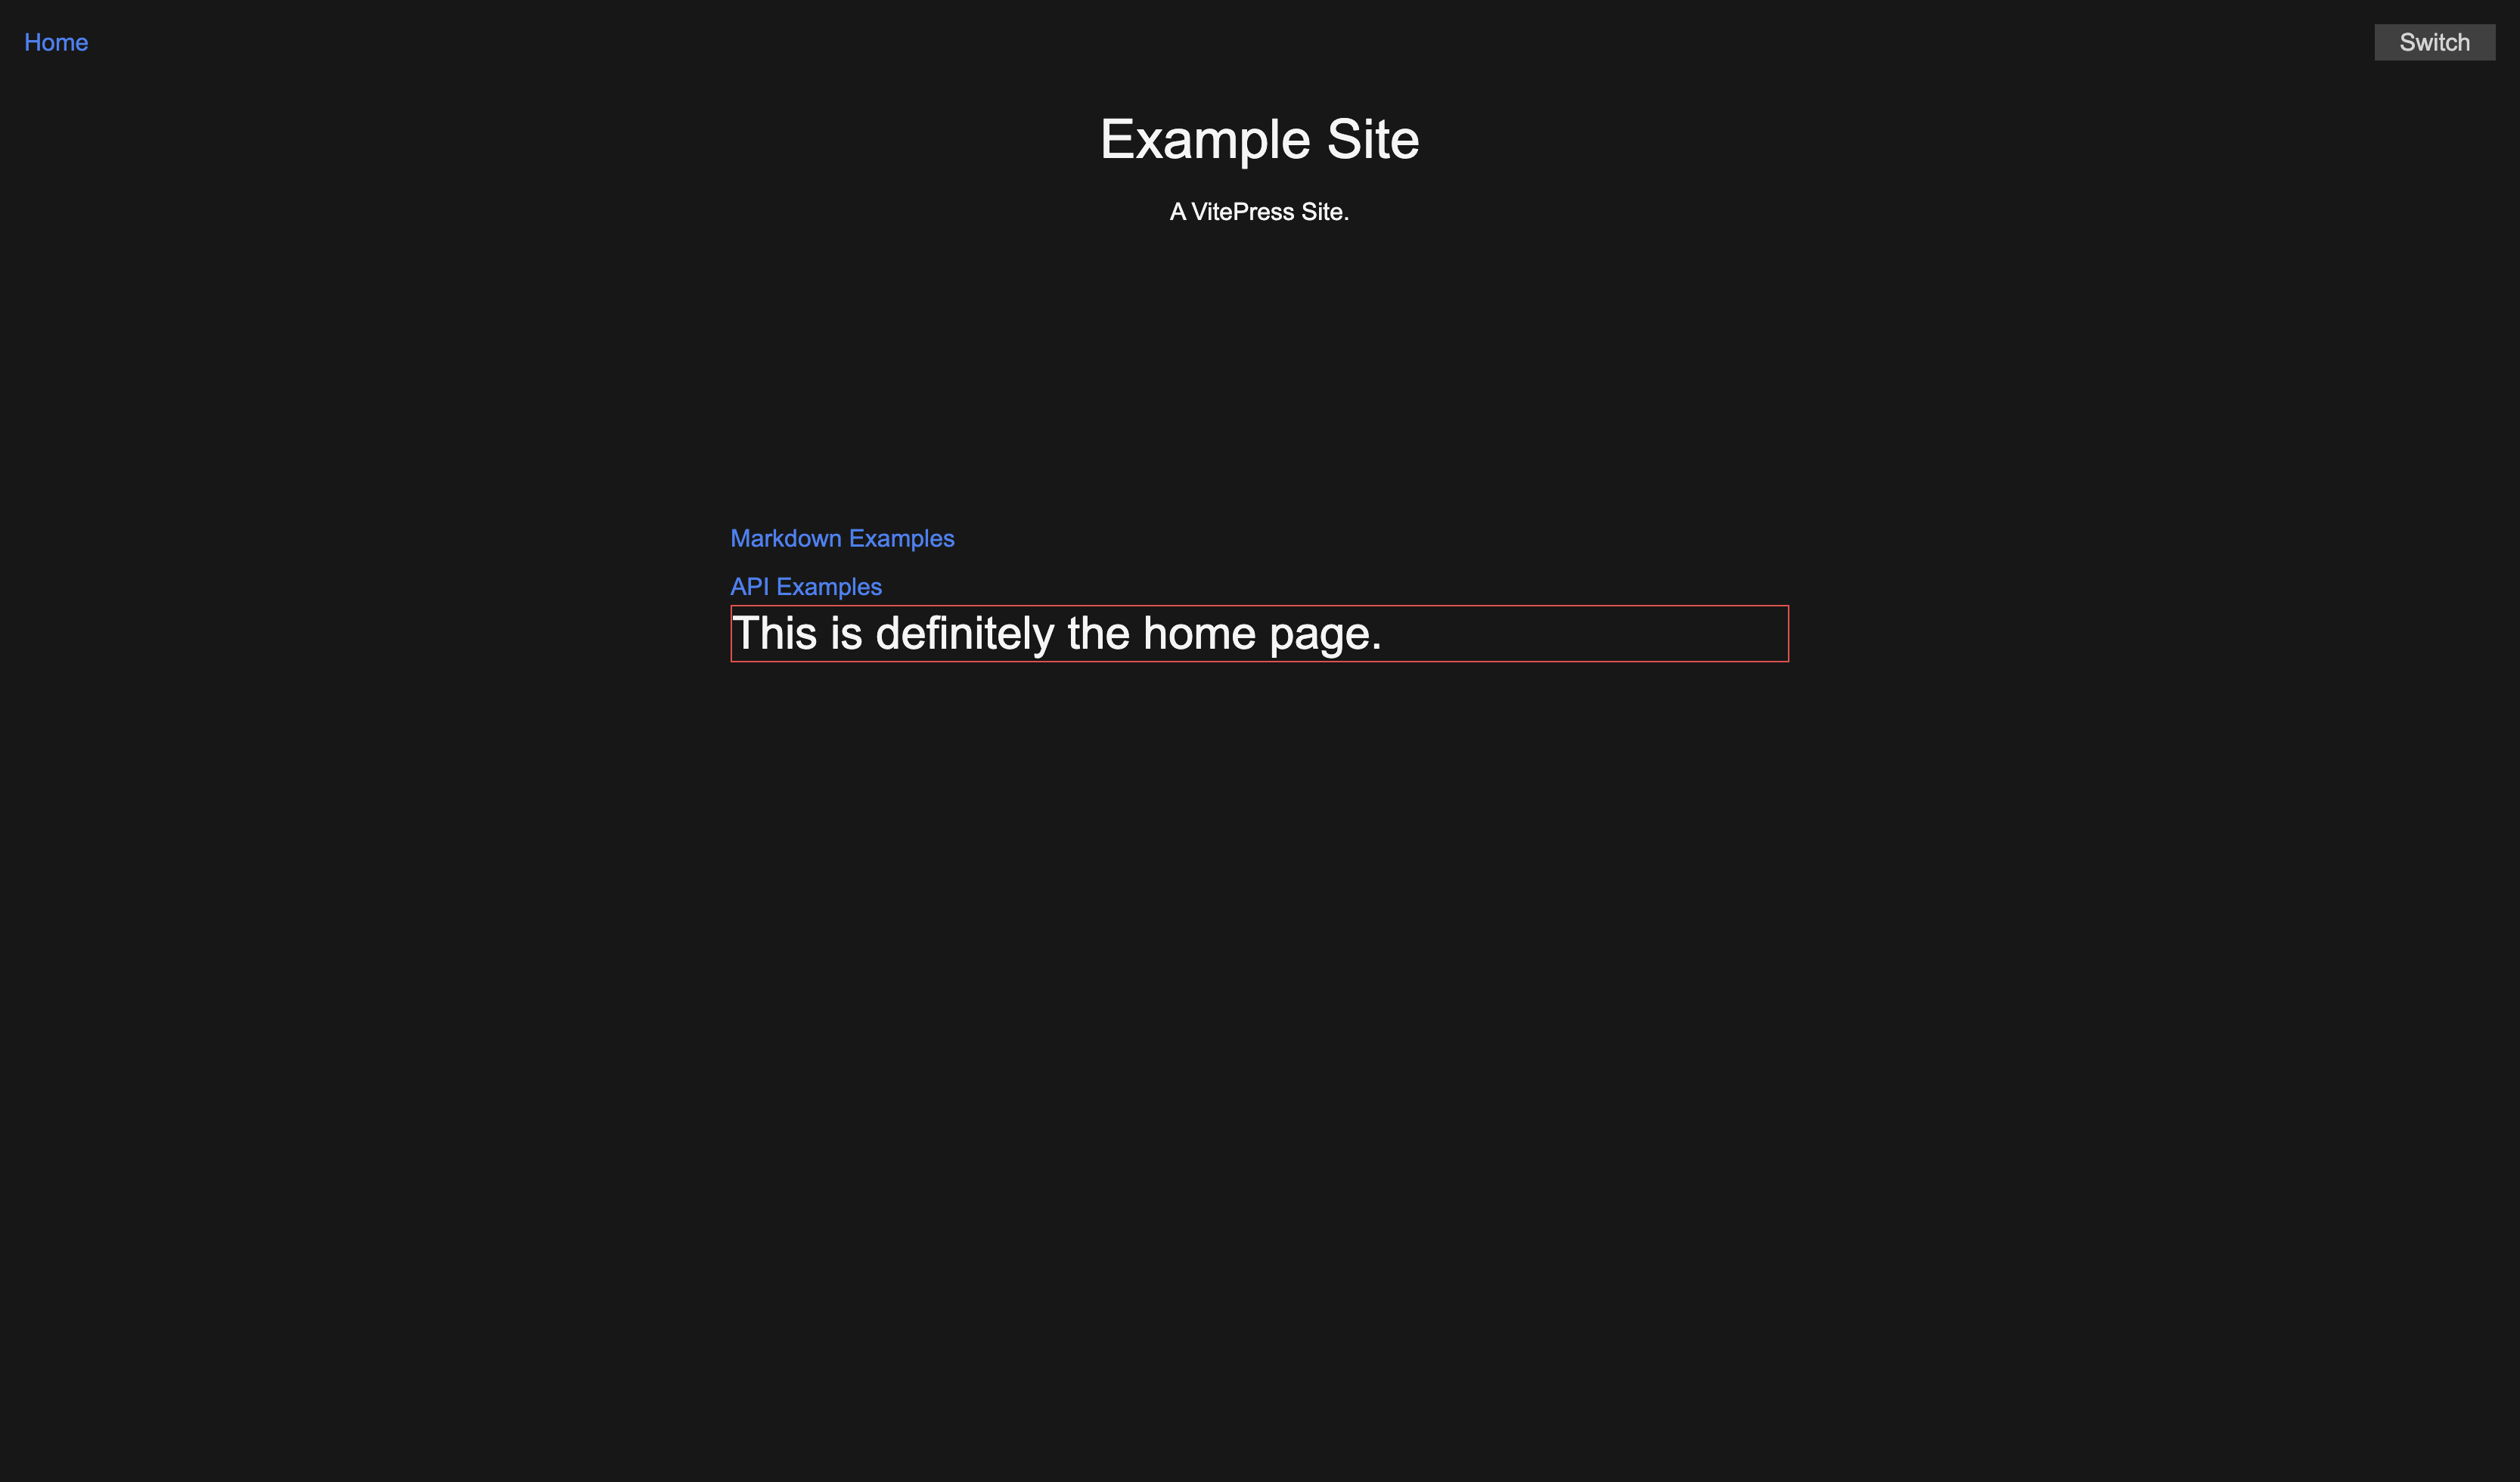 Home
Switch
Example Site
A VitePress Site.
Markdown Examples
API Examples
This is definitely the home page.